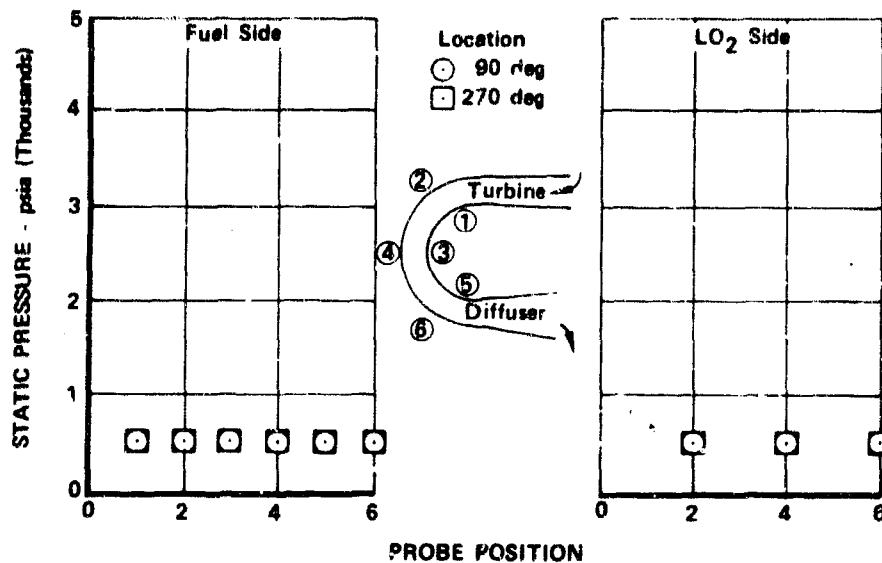 Fuel Side
Location
90 deg
270 deg
LO2 Side
STATIC PRESSURE - psia (Thousands)
5
4
3
2
1
0
Turbine
Diffuser
2
1
4
3
5
6
0
2
4
6
0
2
4
6
PROBE POSITION